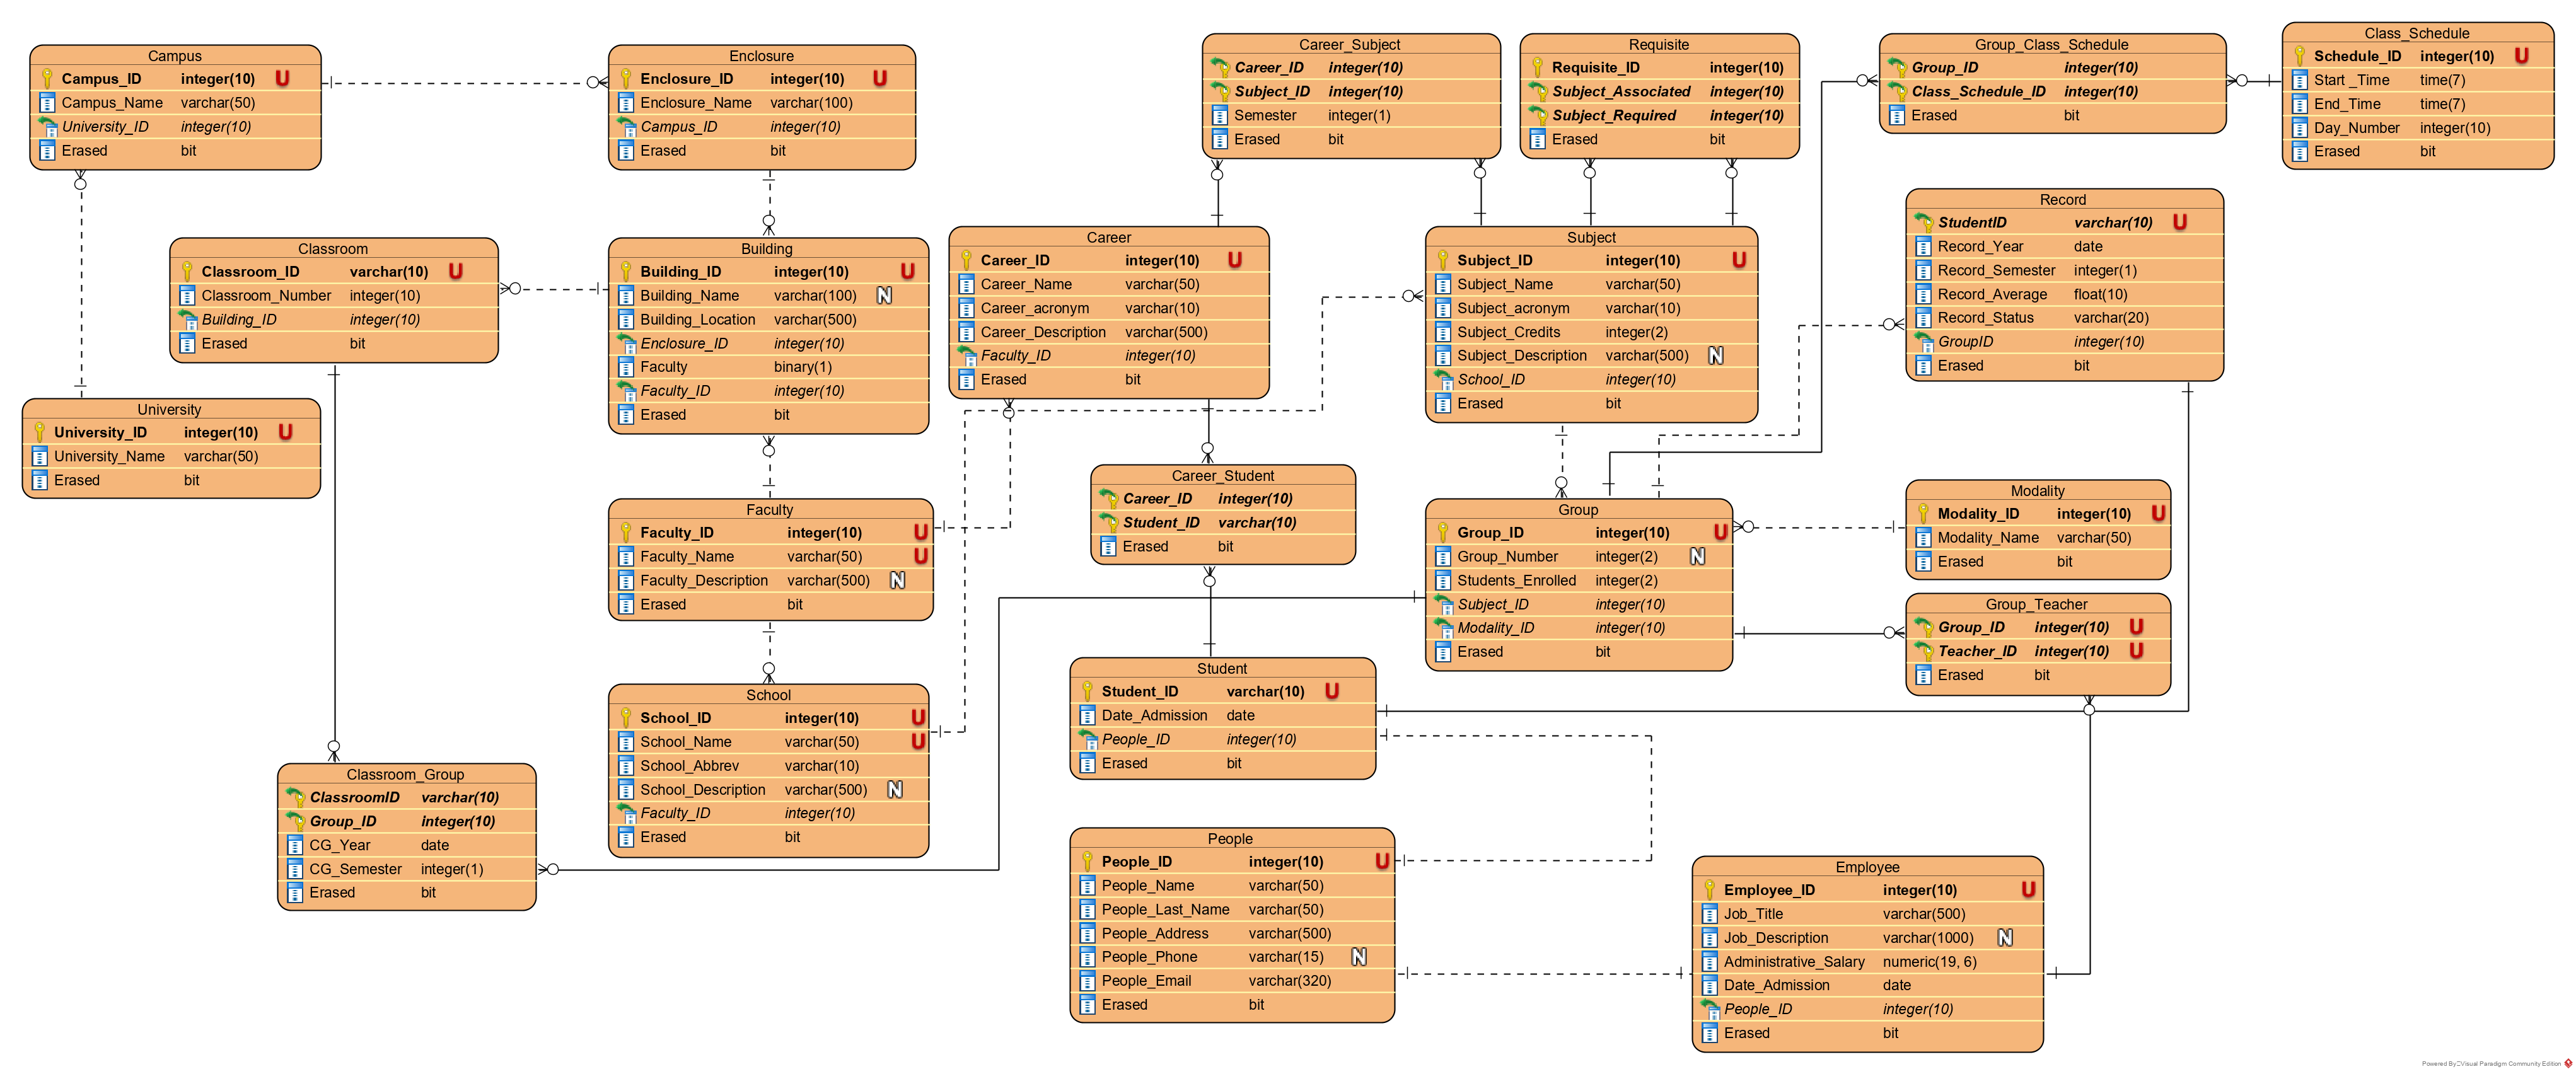 Campus
Campus_ID integer(10) U
Campus_Name varchar(50)
University_ID integer(10)
Erased bit
Enclosure
Enclosure_ID integer(10) U
Enclosure_Name varchar(100)
Campus_ID integer(10)
Erased bit
Career_Subject
Career_ID integer(10)
Subject_ID integer(10)
Semester integer(1)
Erased bit
Requisite
Requisite_ID integer(10)
Subject_Associated integer(10)
Subject_Required integer(10)
Erased bit
Group_Class_Schedule
Group_ID integer(10)
Class_Schedule_ID integer(10)
Erased bit
Class_Schedule
Schedule_ID integer(10) U
Start _Time time(7)
End_Time time(7)
Day_Number integer(10)
Erased bit
Classroom
Classroom_ID varchar(10) U
Classroom_Number integer(10)
Building_ID integer(10)
Erased bit
Building
Building_ID integer(10) U
Building_Name varchar(100) N
Building_Location varchar(500)
Enclosure_ID integer(10)
Faculty binary(1)
Faculty_ID integer(10)
Erased bit
Career
Career_ID integer(10) U
Career_Name varchar(50)
Career_acronym varchar(10)
Career_Description varchar(500)
Faculty_ID integer(10)
Erased bit
Subject
Subject_ID integer(10) U
Subject_Name varchar(50)
Subject_acronym varchar(10)
Subject_Credits integer(2)
Subject_Description varchar(500) N
School_ID integer(10)
Erased bit
Record
StudentID varchar(10) U
Record_Year date
Record_Semester integer(1)
Record_Average float(10)
Record_Status varchar(20)
GroupID integer(10)
Erased bit
University
University_ID integer(10) U
University_Name varchar(50)
Erased bit
Faculty
Faculty_ID integer(10) U
Faculty_Name varchar(50) U
Faculty_Description varchar(500) N
Erased bit
Career_Student
Career_ID integer(10)
Student_ID varchar(10)
Erased bit
Group
Group_ID integer(10) U
Group_Number integer(2) N
Students_Enrolled integer(2)
Subject_ID integer(10)
Modality_ID integer(10)
Erased bit
Modality
Modality_ID integer(10) U
Modality_Name varchar(50)
Erased bit
Group_Teacher
Group_ID integer(10) U
Teacher_ID integer(10) U
Erased bit
School
School_ID integer(10) U
School_Name varchar(50) U
School_Abbrev varchar(10)
School_Description varchar(500) N
Faculty_ID integer(10)
Erased bit
Student
Student_ID varchar(10) U
Date_Admission date
People_ID integer(10)
Erased bit
Classroom_Group
ClassroomID varchar(10)
Group_ID integer(10)
CG_Year date
CG_Semester integer(1)
Erased bit
People
People_ID integer(10) U
People_Name varchar(50)
People_Last_Name varchar(50)
People_Address varchar(500)
People_Phone varchar(15) N
People_Email varchar(320)
Erased bit
Employee
Employee_ID integer(10) U
Job_Title varchar(500)
Job_Description varchar(1000) N
Administrative_Salary numeric(19, 6)
Date_Admission date
People_ID integer(10)
Erased bit
Powered By Visual Paradigm Community Edition